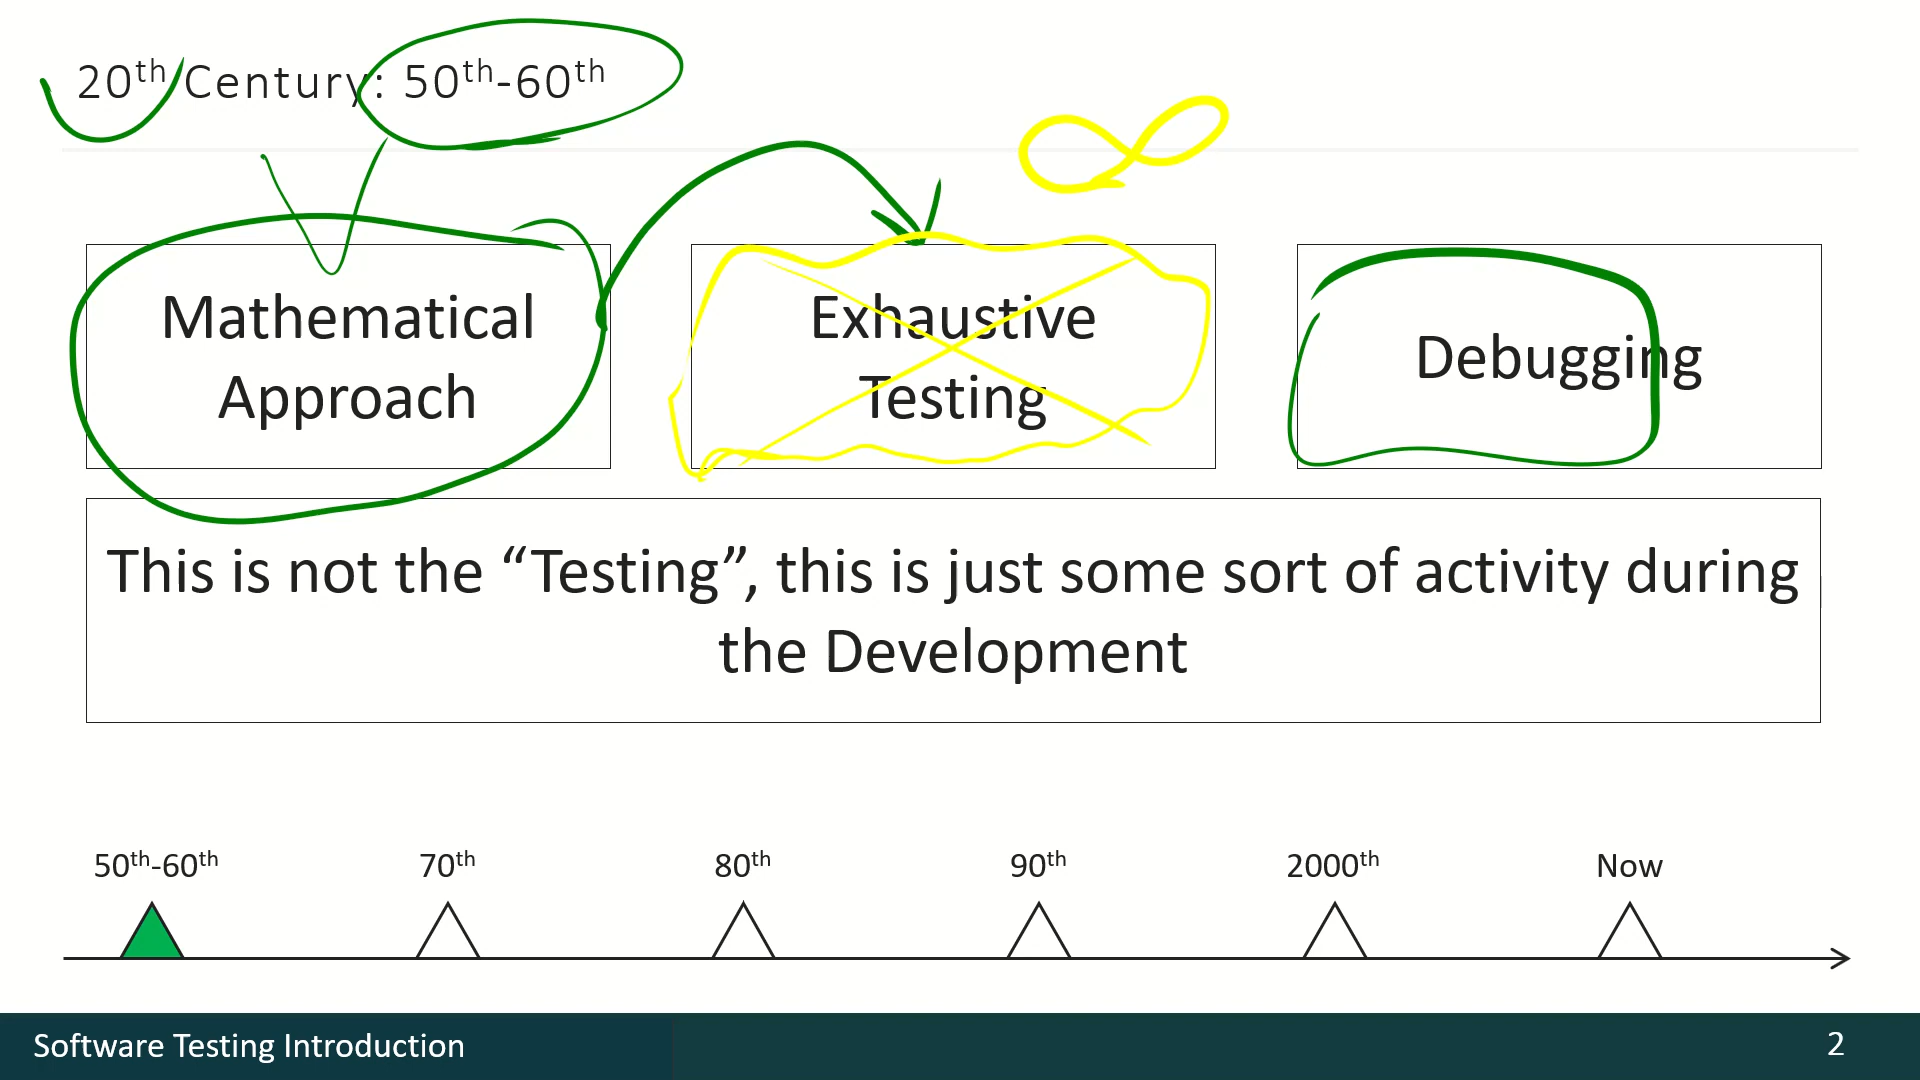 20th Century: 50th-60th
Mathematical
Approach
Exhaustive
Testing
Debugging
This is not the “Testing”, this is just some sort of activity during
the Development
50th-60th
70th
80th
90th
2000th
Now
Software Testing Introduction
2